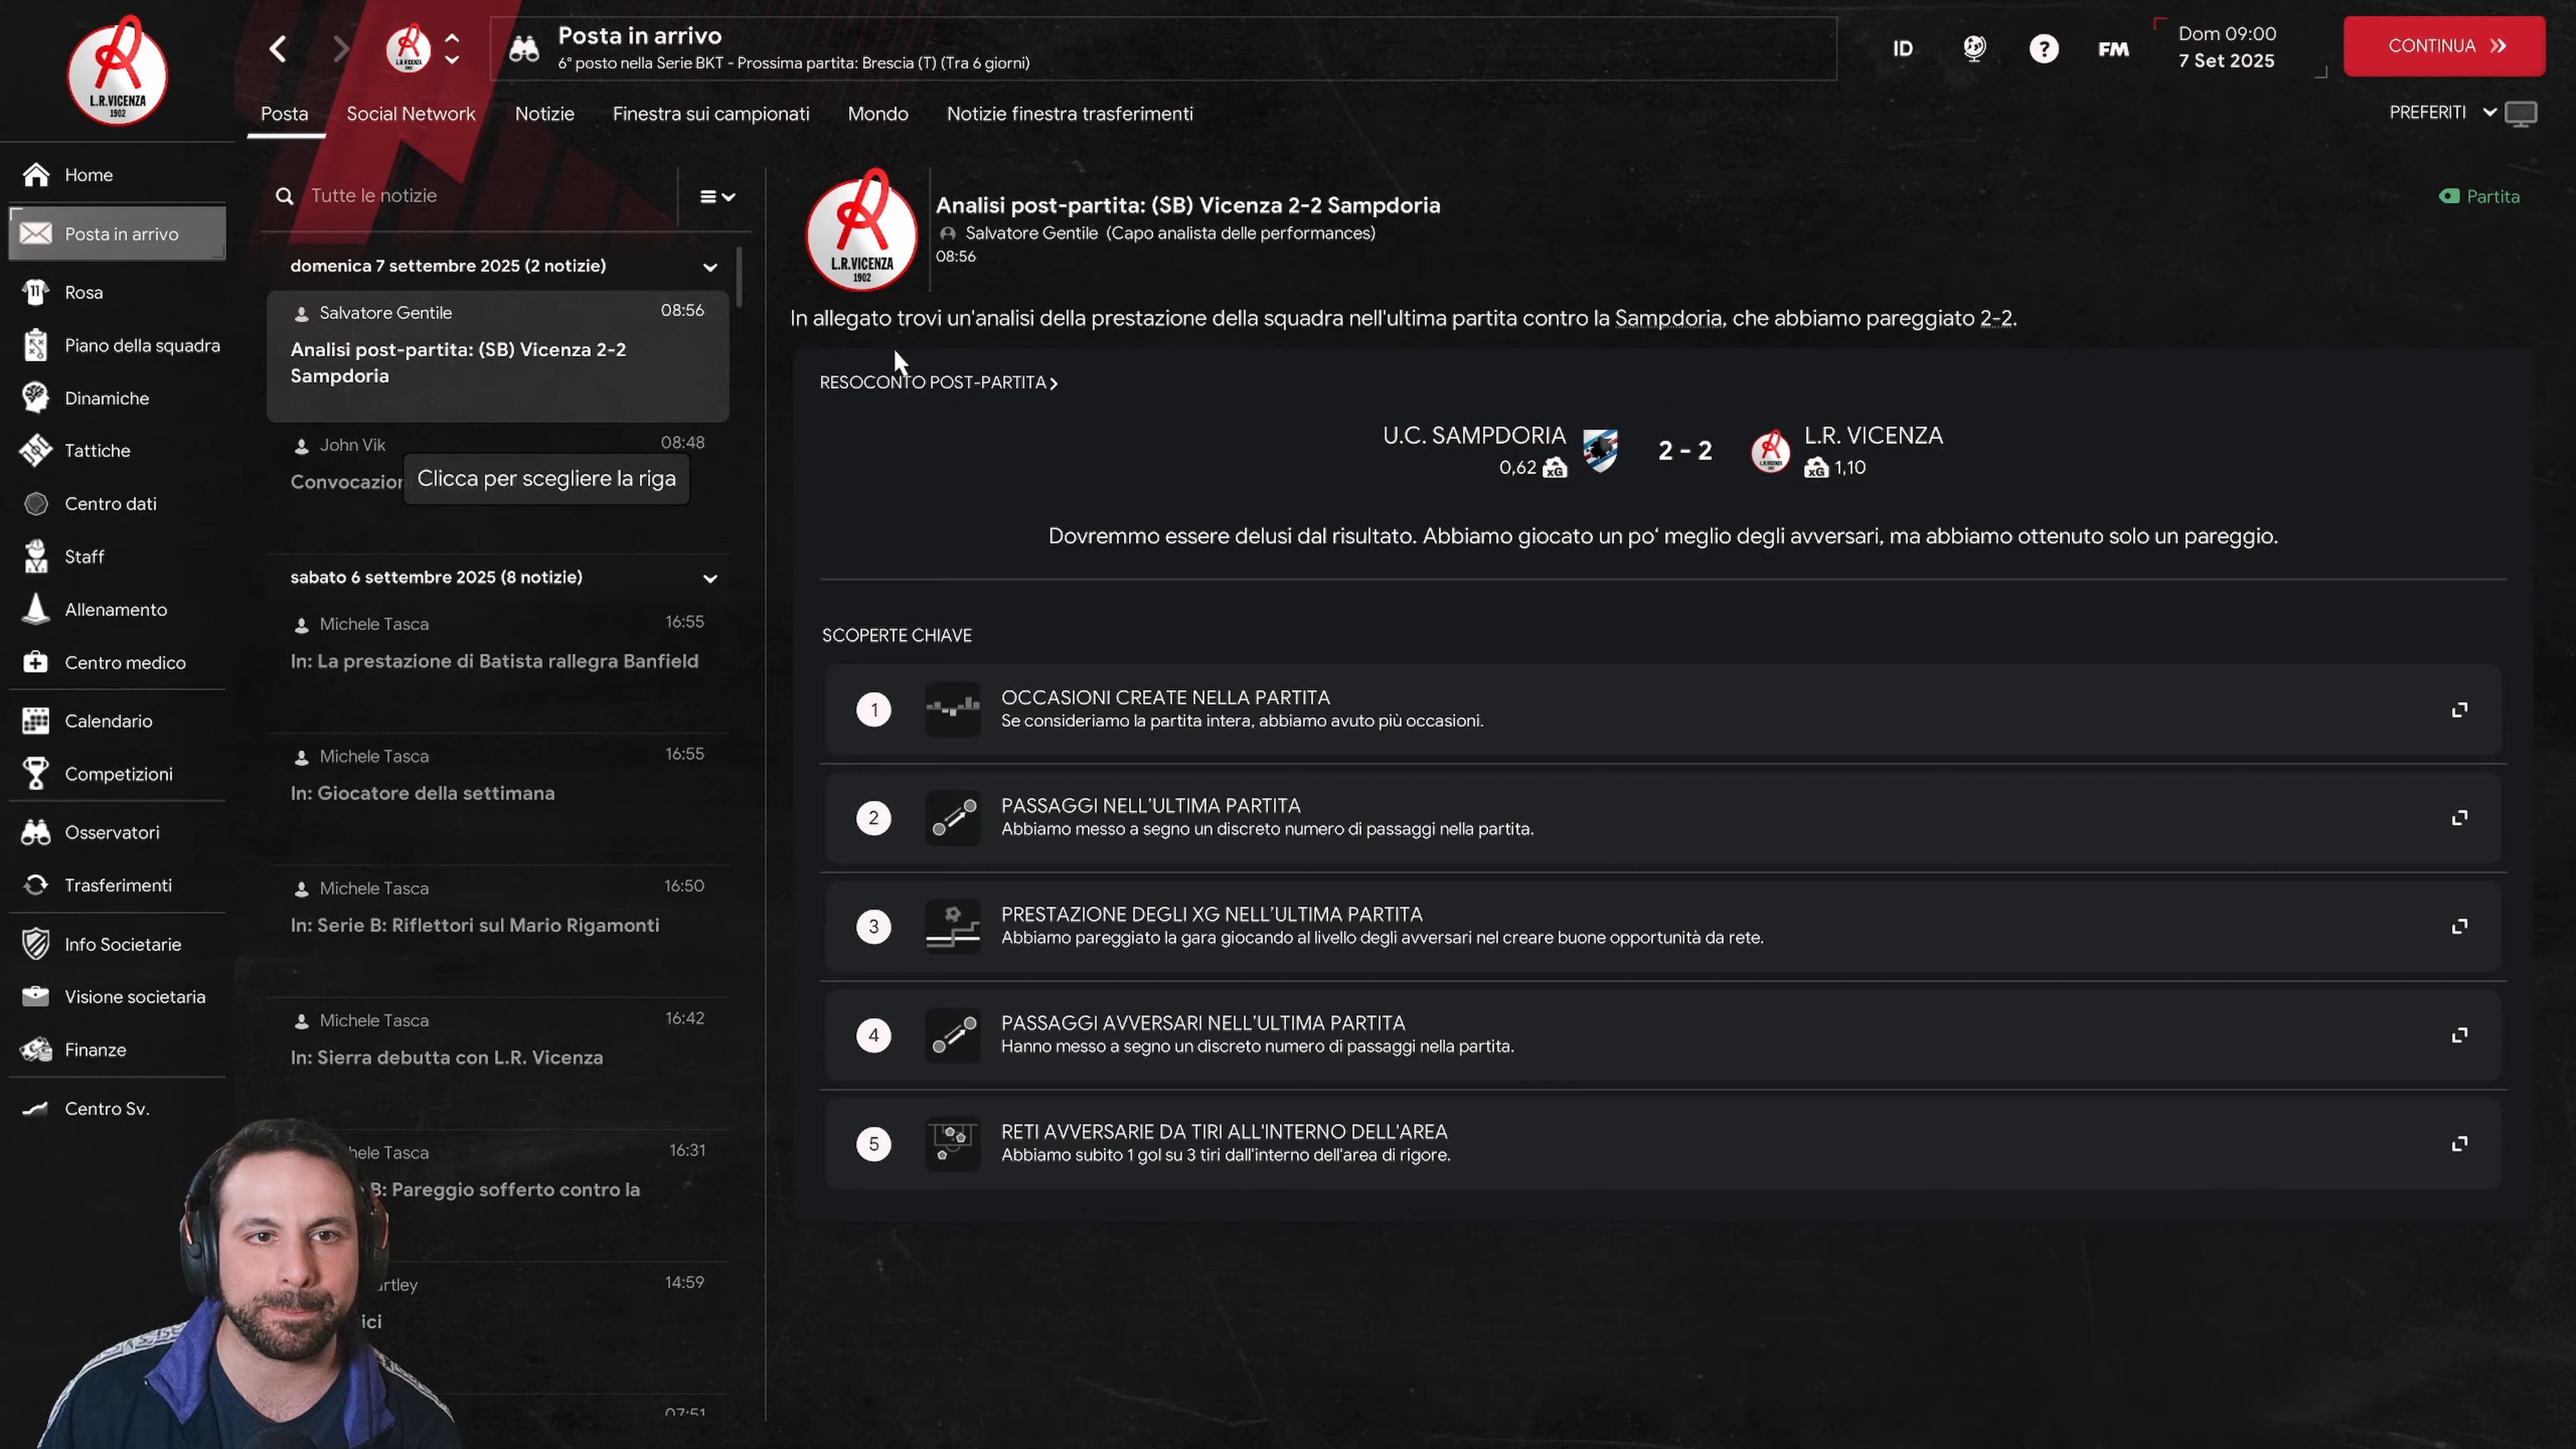 L.R.VICENZA
1902
Posta in arrivo
6° posto nella Serie BKT - Prossima partita: Brescia (T) (Tra 6 giorni)
ID
FM
Dom 09:00
7 Set 2025
CONTINUA
Posta
Social Network
Notizie
Finestra sui campionati
Mondo
Notizie finestra trasferimenti
PREFERITI
Home
Posta in arrivo
Rosa
Piano della squadra
Dinamiche
Tattiche
Centro dati
Staff
Allenamento
Centro medico
Calendario
Competizioni
Osservatori
Trasferimenti
Info Societarie
Visione societaria
Finanze
Centro Sv.
Tutte le notizie
domenica 7 settembre 2025 (2 notizie)
Salvatore Gentile
08:56
Analisi post-partita: (SB) Vicenza 2-2
Sampdoria
John Vik
08:48
Convocazion
Clicca per scegliere la riga
sabato 6 settembre 2025 (8 notizie)
Michele Tasca
16:55
In: La prestazione di Batista rallegra Banfield
Michele Tasca
16:55
In: Giocatore della settimana
Michele Tasca
16:50
In: Serie B: Riflettori sul Mario Rigamonti
Michele Tasca
16:42
In: Sierra debutta con L.R. Vicenza
hele Tasca
16:31
B: Pareggio sofferto contro la
artley
14:59
ici
07:51
L.R.VICENZA
1902
Analisi post-partita: (SB) Vicenza 2-2 Sampdoria
Salvatore Gentile (Capo analista delle performances)
08:56
Partita
In allegato trovi un'analisi della prestazione della squadra nell'ultima partita contro la Sampdoria, che abbiamo pareggiato 2-2.
RESOCONTO POST-PARTITA
U.C. SAMPDORIA
0,62 xG
2 - 2
L.R. VICENZA
xG 1,10
Dovremmo essere delusi dal risultato. Abbiamo giocato un po‘ meglio degli avversari, ma abbiamo ottenuto solo un pareggio.
SCOPERTE CHIAVE
1
OCCASIONI CREATE NELLA PARTITA
Se consideriamo la partita intera, abbiamo avuto più occasioni.
2
PASSAGGI NELL'ULTIMA PARTITA
Abbiamo messo a segno un discreto numero di passaggi nella partita.
3
PRESTAZIONE DEGLI XG NELL'ULTIMA PARTITA
Abbiamo pareggiato la gara giocando al livello degli avversari nel creare buone opportunità da rete.
4
PASSAGGI AVVERSARI NELL'ULTIMA PARTITA
Hanno messo a segno un discreto numero di passaggi nella partita.
5
RETI AVVERSARIE DA TIRI ALL'INTERNO DELL'AREA
Abbiamo subito 1 gol su 3 tiri dall'interno dell'area di rigore.